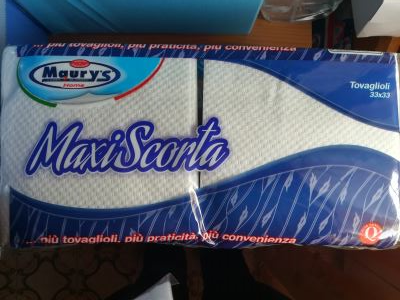 ... più tovaglioli, più praticità, più convenienza
Maury's
Home
Tovaglioli
33x33
MaxiScorta
... più tovaglioli, più praticità, più convenienza
Q